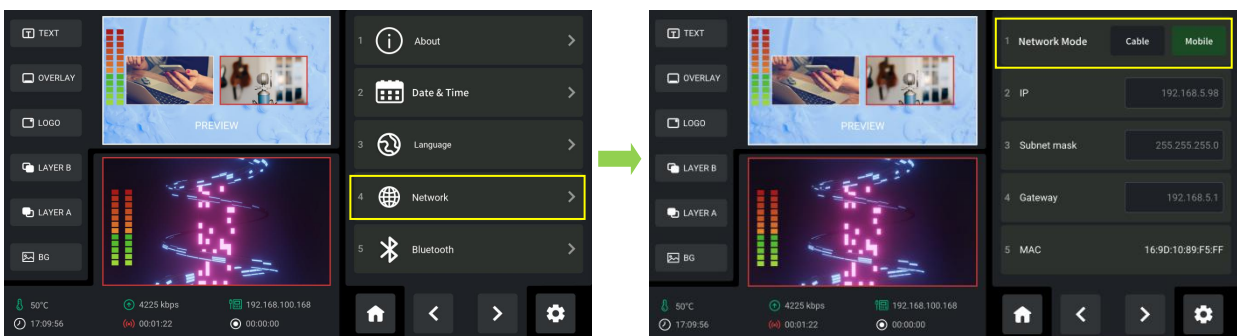 TEXT
OVERLAY
LOGO
LAYER B
LAYER A
BG
PREVIEW
1 About
2 Date & Time
3 Language
4 Network
5 Bluetooth
50°C
4225 kbps
192.168.100.168
17:09:56
00:01:22
00:00:00
TEXT
OVERLAY
LOGO
LAYER B
LAYER A
BG
PREVIEW
1 Network Mode Cable Mobile
2 IP 192.168.5.98
3 Subnet mask 255.255.255.0
4 Gateway 192.168.5.1
5 MAC 16:9D:10:89:F5:FF
50°C
4225 kbps
192.168.100.168
17:09:56
00:01:22
00:00:00